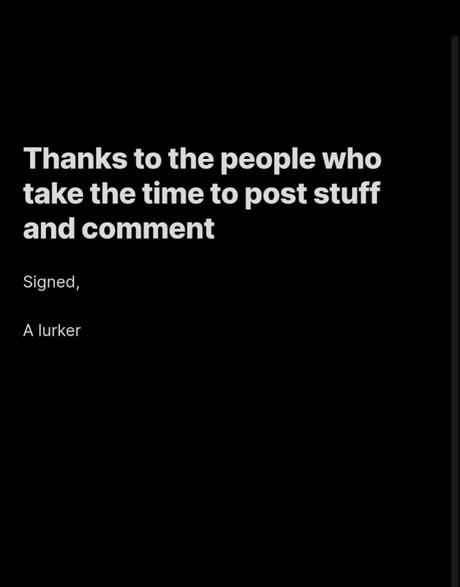 Thanks to the people who
take the time to post stuff
and comment
Signed,
A lurker